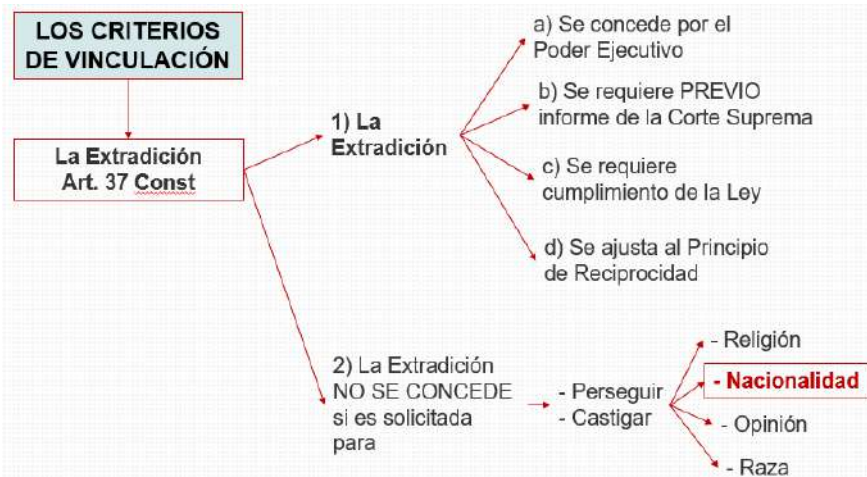 LOS CRITERIOS
DE VINCULACIÓN
La Extradición
Art. 37 Const
1) La
Extradición
a) Se concede por el
Poder Ejecutivo
b) Se requiere PREVIO
informe de la Corte Suprema
c) Se requiere
cumplimiento de la Ley
d) Se ajusta al Principio
de Reciprocidad
2) La Extradición
NO SE CONCEDE
si es solicitada
para
- Perseguir
- Castigar
- Religión
- Nacionalidad
- Opinión
- Raza